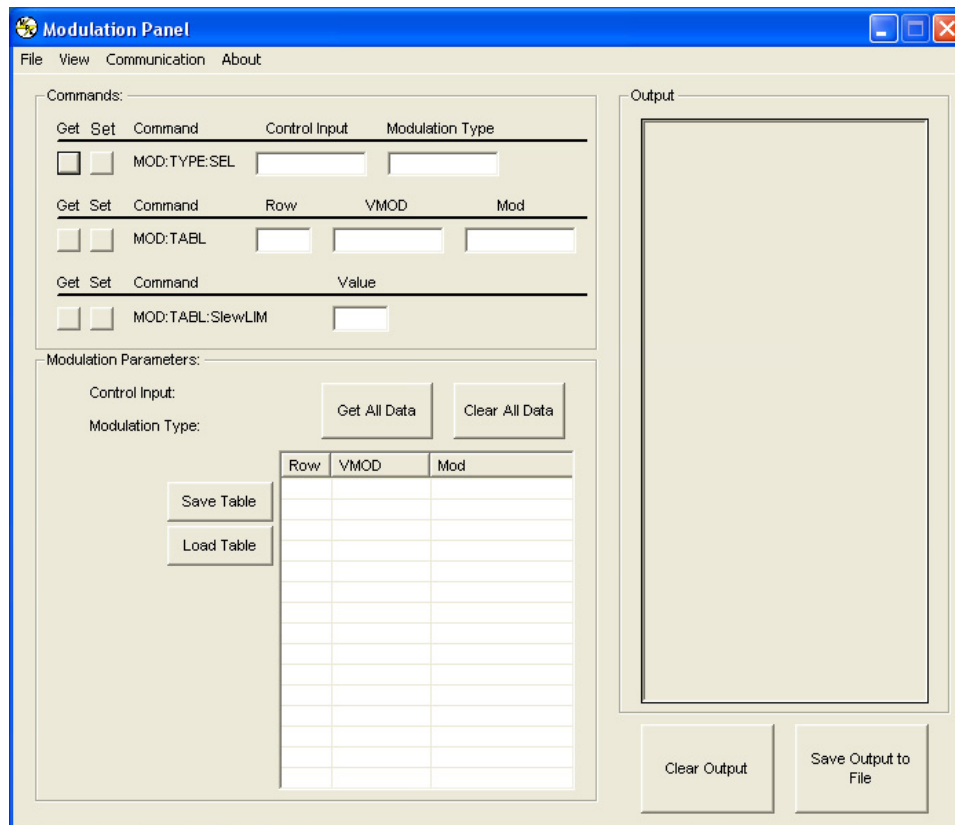 Modulation Panel
File View Communication About
Commands:
Get Set Command Control Input Modulation Type
MOD:TYPE:SEL
Get Set Command Row VMOD Mod
MOD:TABL
Get Set Command Value
MOD:TABL:SlewLIM
Modulation Parameters:
Control Input:
Modulation Type:
Get All Data
Clear All Data
Row VMOD Mod
Save Table
Load Table
Output
Clear Output
Save Output to
File